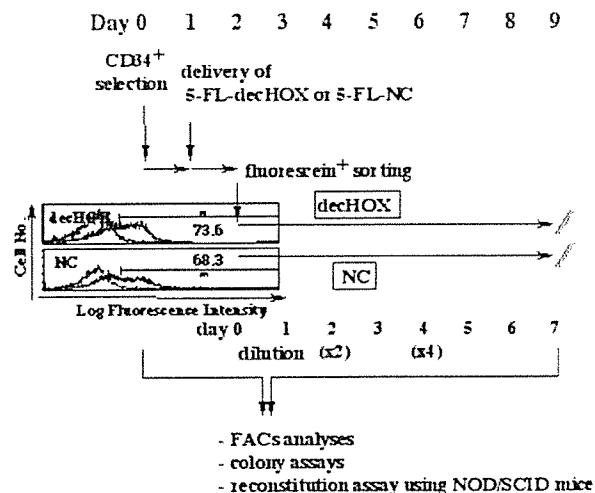 Day 0 1 2 3 4 5 6 7 8 9
CD34+
selection
delivery of
5-FL-decHOX or 5-FL-NC
fluoresrein+ sorting
decHOX
73.6
decHOX
NC
68.3
NC
Cell No.
Log Fluorescence Intensity
day 0 1 2 3 4 5 6 7
dilution (x2) (x4)
- FACs analyses
- colony assays
- reconstitution assay using NOD/SCID mice